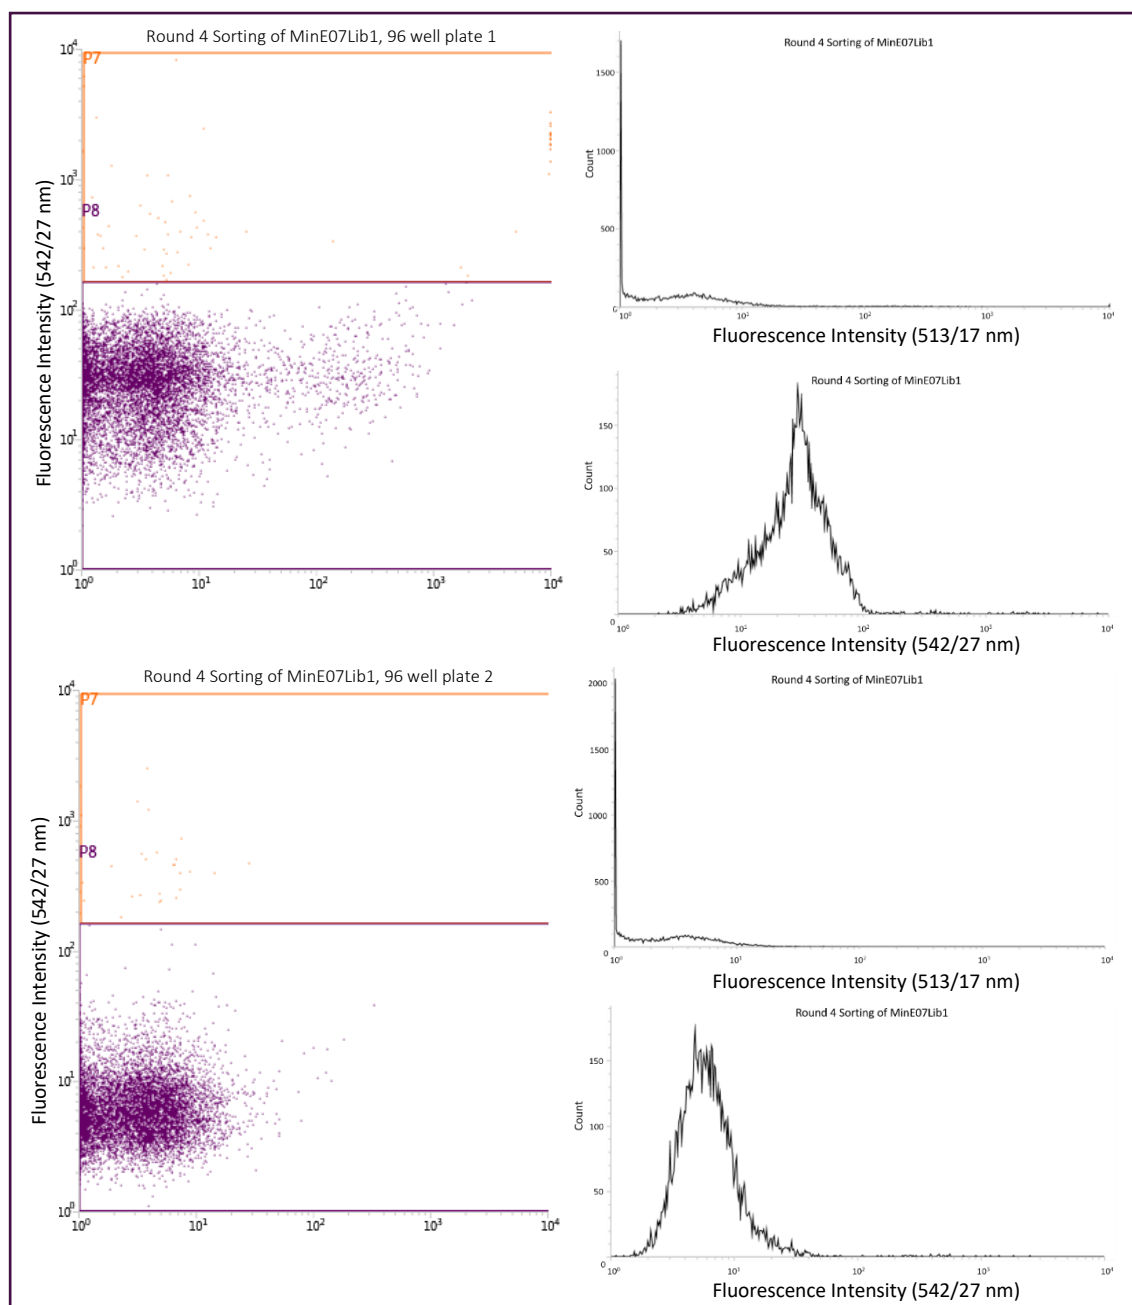 Round 4 Sorting of MinE07Lib1, 96 well plate 1
Fluorescence Intensity (542/27 nm)
10⁴
10³
10²
10¹
10⁰
P7
P8
10⁰ 10¹ 10² 10³ 10⁴
Round 4 Sorting of MinE07Lib1
Count
1500
1000
500
0
10⁰ 10¹ 10² 10³ 10⁴
Fluorescence Intensity (513/17 nm)
Round 4 Sorting of MinE07Lib1
Count
150
100
50
0
10⁰ 10¹ 10² 10³ 10⁴
Fluorescence Intensity (542/27 nm)
Round 4 Sorting of MinE07Lib1, 96 well plate 2
Fluorescence Intensity (542/27 nm)
10⁴
10³
10²
10¹
10⁰
P7
P8
10⁰ 10¹ 10² 10³ 10⁴
Round 4 Sorting of MinE07Lib1
Count
2000
1500
1000
500
0
10⁰ 10¹ 10² 10³ 10⁴
Fluorescence Intensity (513/17 nm)
Round 4 Sorting of MinE07Lib1
Count
150
100
50
0
10⁰ 10¹ 10² 10³ 10⁴
Fluorescence Intensity (542/27 nm)